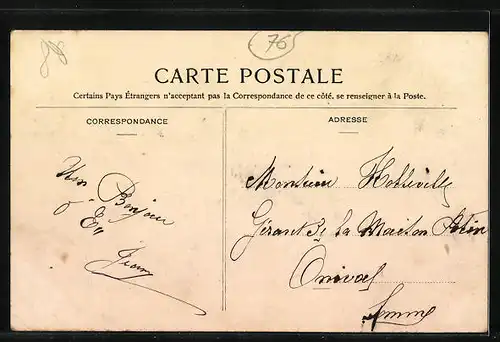 76
CARTE POSTALE
Certains Pays Étrangers n'acceptant pas la Correspondance de ce côté, se renseigner à la Poste.
CORRESPONDANCE
ADRESSE
Bonjour
Monsieur
Gérant de la Maison
Onival
Somme